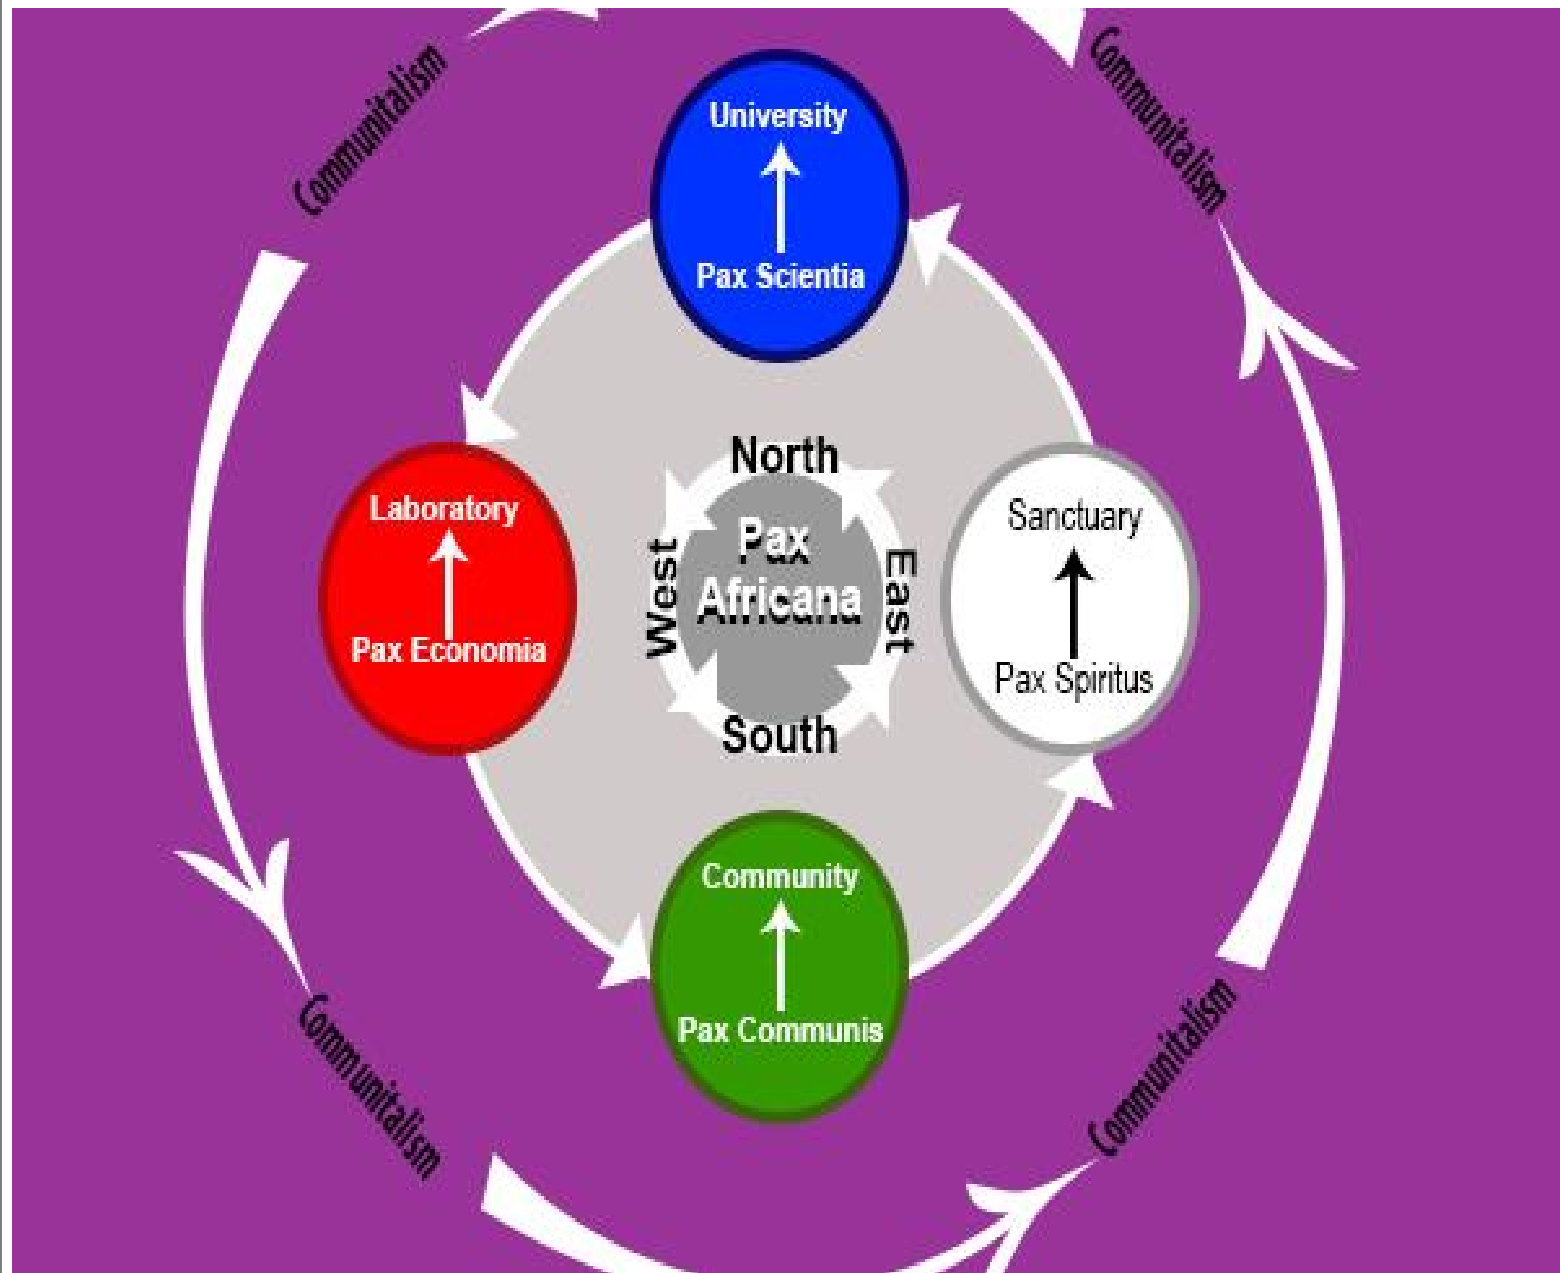 Communitalism
Communitalism
University
Pax Scientia
North
Laboratory
Pax Economia
West
Pax
Africana
East
Sanctuary
Pax Spiritus
South
Community
Pax Communis
Communitalism
Communitalism